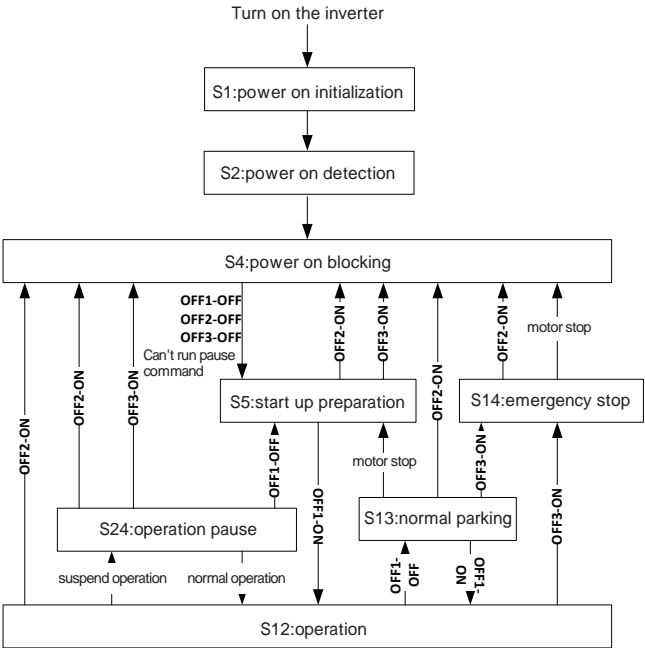 Turn on the inverter
S1:power on initialization
S2:power on detection
S4:power on blocking
OFF1-OFF
OFF2-OFF
OFF3-OFF
Can't run pause
command
OFF2-ON
OFF3-ON
OFF2-ON
motor stop
OFF2-ON
OFF3-ON
OFF2-ON
OFF2-ON
S5:start up preparation
S14:emergency stop
OFF1-OFF
OFF1-ON
motor stop
OFF3-ON
OFF3-ON
S24:operation pause
S13:normal parking
suspend operation
normal operation
OFF1-
OFF
OFF1-
ON
S12:operation